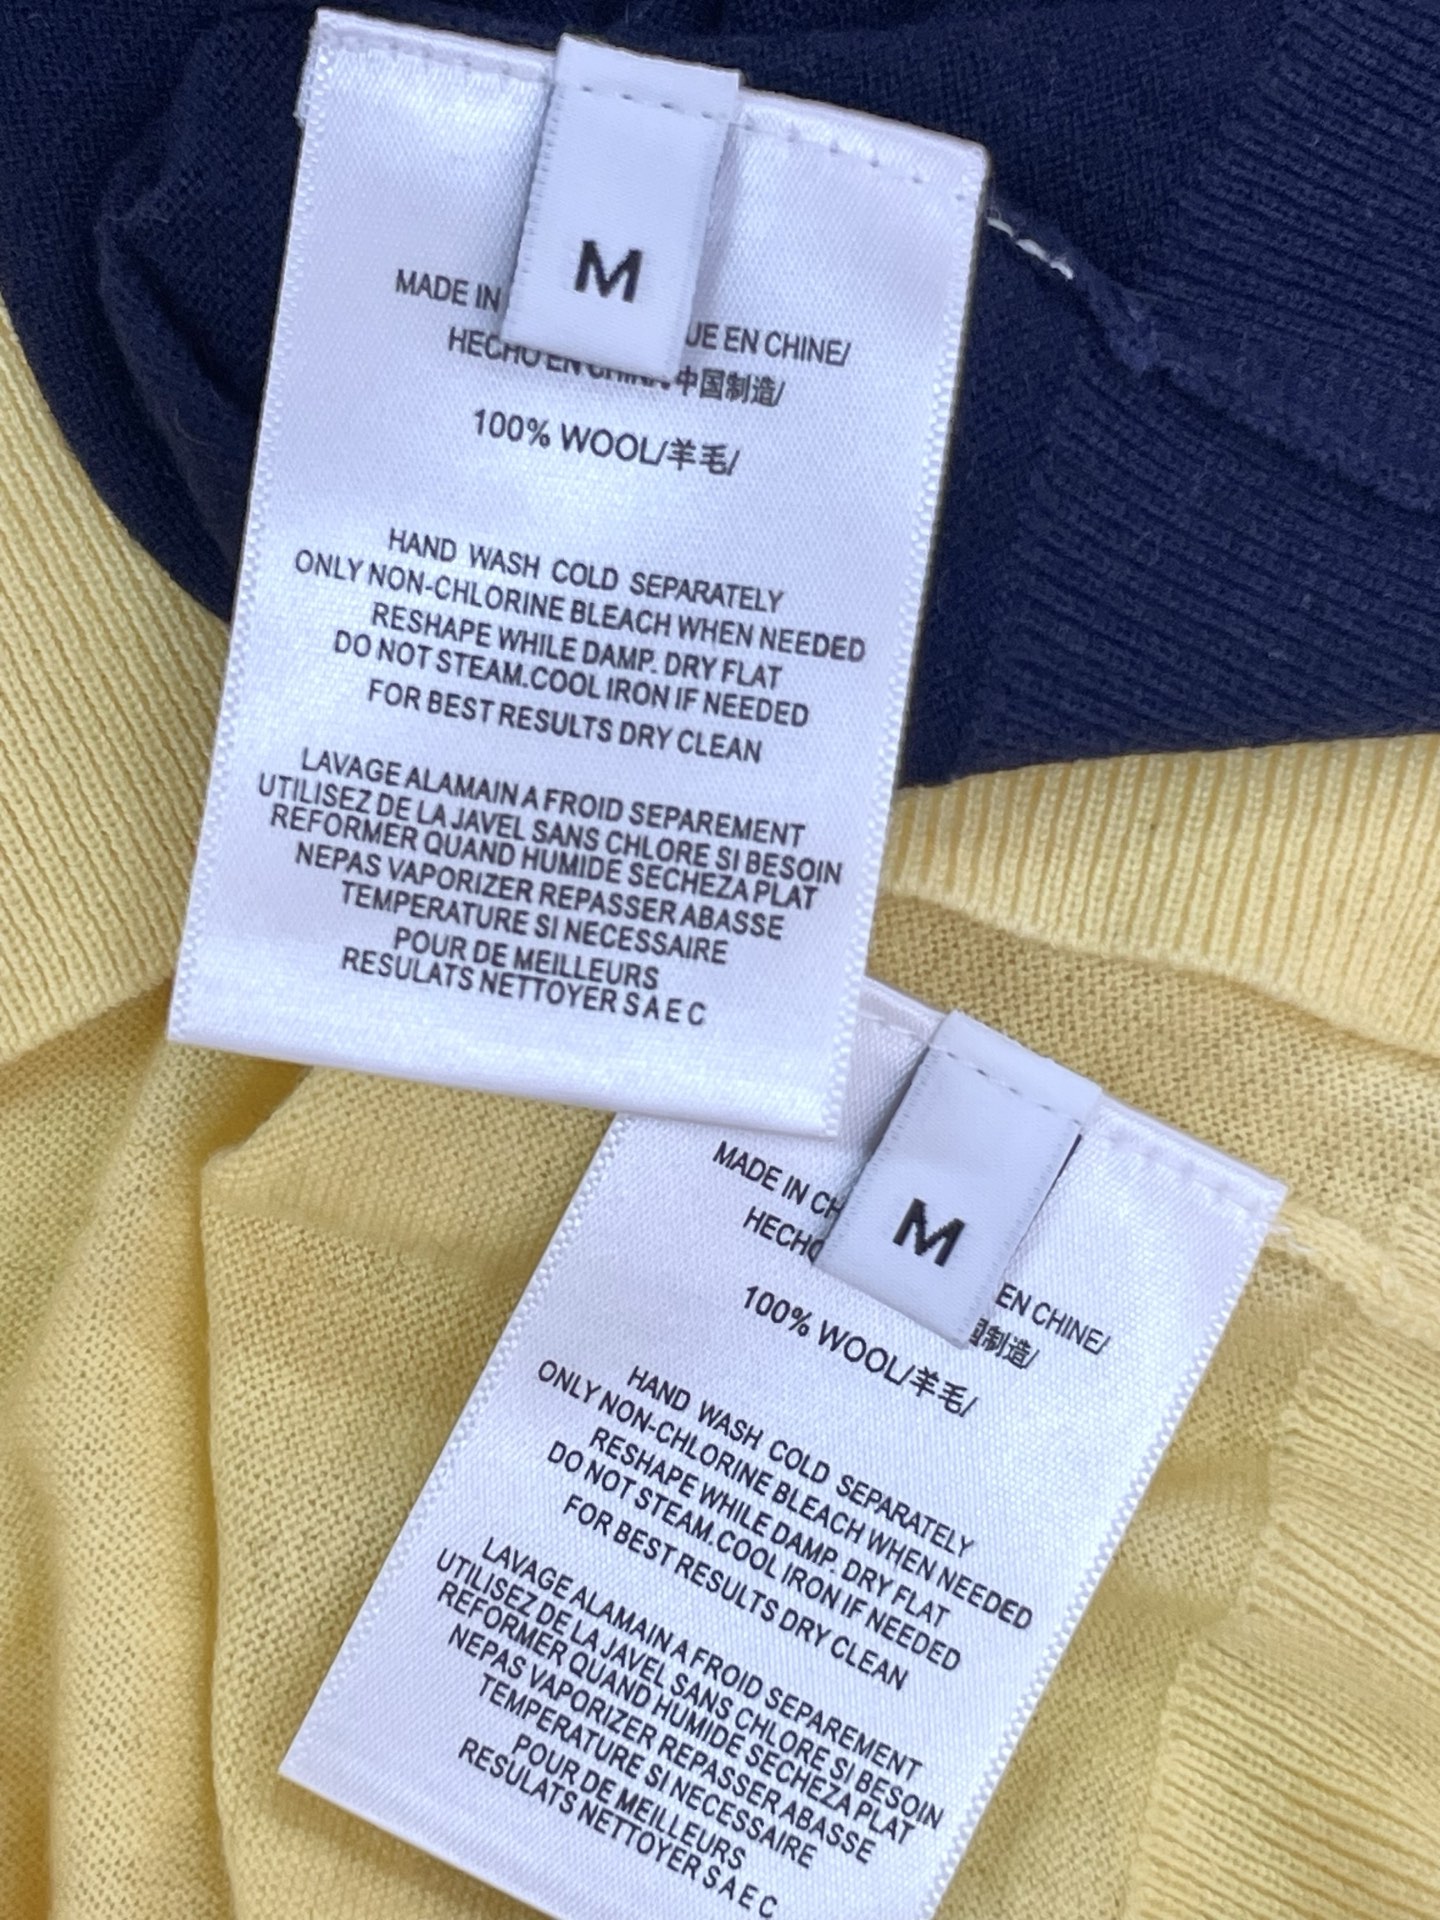 M
MADE IN
UE EN CHINE/
HECHO EN CHINA/中国制造/
100% WOOL/羊毛/
HAND WASH COLD SEPARATELY
ONLY NON-CHLORINE BLEACH WHEN NEEDED
RESHAPE WHILE DAMP. DRY FLAT
DO NOT STEAM.COOL IRON IF NEEDED
FOR BEST RESULTS DRY CLEAN
LAVAGE ALAMAIN A FROID SEPAREMENT
UTILISEZ DE LA JAVEL SANS CHLORE SI BESOIN
REFORMER QUAND HUMIDE SECHEZA PLAT
NEPAS VAPORIZER REPASSER ABASSE
TEMPERATURE SI NECESSAIRE
POUR DE MEILLEURS
RESULATS NETTOYER S A E C
M
MADE IN CH
EN CHINE/
HECHO
国制造/
100% WOOL/羊毛/
HAND WASH COLD SEPARATELY
ONLY NON-CHLORINE BLEACH WHEN NEEDED
RESHAPE WHILE DAMP. DRY FLAT
DO NOT STEAM.COOL IRON IF NEEDED
FOR BEST RESULTS DRY CLEAN
LAVAGE ALAMAIN A FROID SEPAREMENT
UTILISEZ DE LA JAVEL SANS CHLORE SI BESOIN
REFORMER QUAND HUMIDE SECHEZA PLAT
NEPAS VAPORIZER REPASSER ABASSE
TEMPERATURE SI NECESSAIRE
POUR DE MEILLEURS
RESULATS NETTOYER S A E C